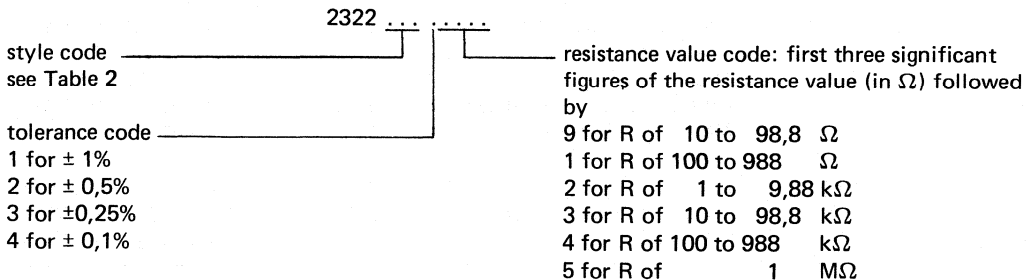 2322 ... . ....
style code
see Table 2
tolerance code
1 for ± 1%
2 for ± 0,5%
3 for ±0,25%
4 for ± 0,1%
resistance value code: first three significant
figures of the resistance value (in Ω) followed
by
9 for R of 10 to 98,8 Ω
1 for R of 100 to 988 Ω
2 for R of 1 to 9,88 kΩ
3 for R of 10 to 98,8 kΩ
4 for R of 100 to 988 kΩ
5 for R of 1 MΩ